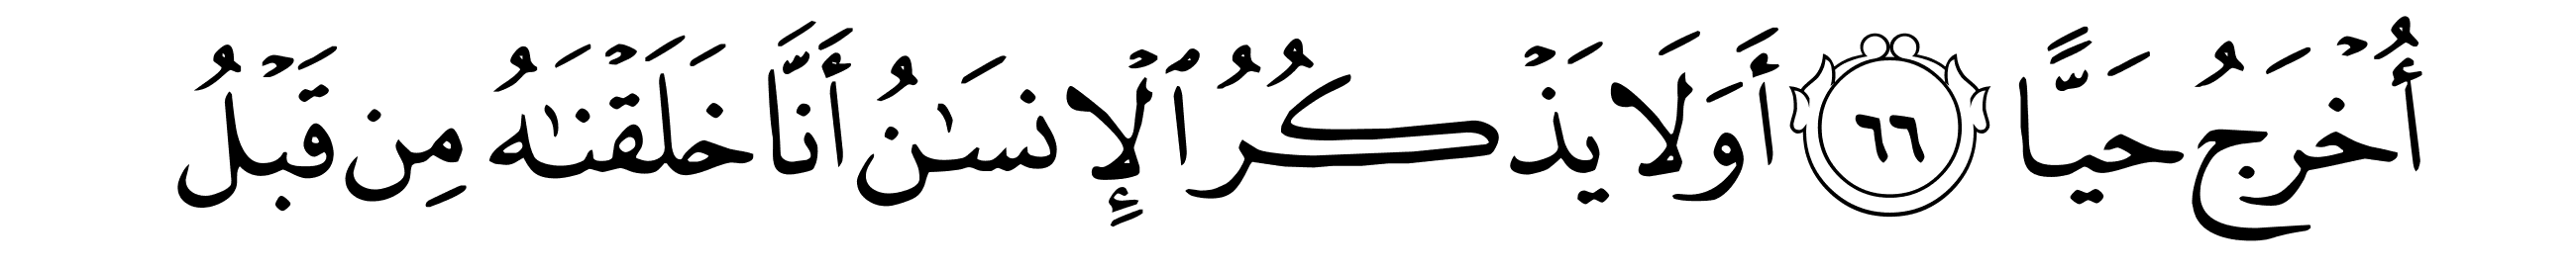 أُخْرَجُ حَيًّا ٦٦ أَوَلَا يَذْكُرُ ٱلْإِنسَٰنُ أَنَّا خَلَقْنَٰهُ مِن قَبْلُ